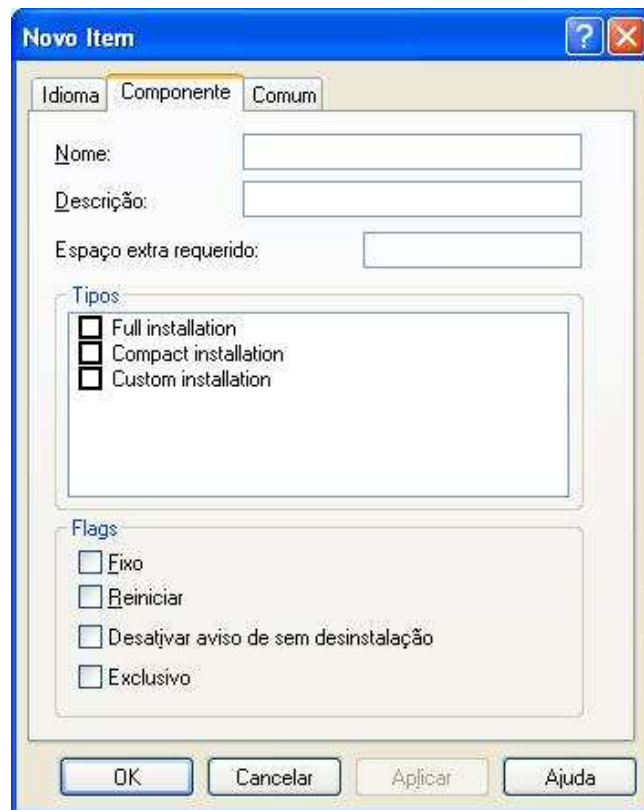 Novo Item
Idioma Componente Comum
Nome:
Descrição:
Espaço extra requerido:
Tipos
Full installation
Compact installation
Custom installation
Flags
Fixo
Reiniciar
Desativar aviso de sem desinstalação
Exclusivo
OK Cancelar Aplicar Ajuda